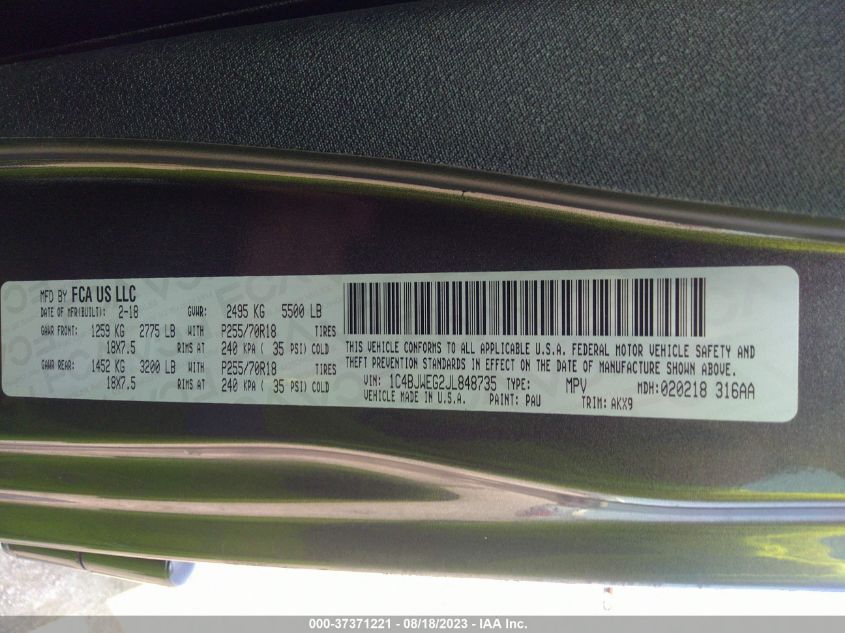 MFD BY FCA US LLC
DATE OF MFR(BUILT): 2-18 GVWR: 2495 KG 5500 LB
GAWR FRONT: 1259 KG 2775 LB WITH P255/70R18 TIRES
18X7.5 RIMS AT 240 KPA ( 35 PSI) COLD
GAWR REAR: 1452 KG 3200 LB WITH P255/70R18 TIRES
18X7.5 RIMS AT 240 KPA ( 35 PSI) COLD
THIS VEHICLE CONFORMS TO ALL APPLICABLE U.S.A. FEDERAL MOTOR VEHICLE SAFETY AND
THEFT PREVENTION STANDARDS IN EFFECT ON THE DATE OF MANUFACTURE SHOWN ABOVE.
VIN: 1C4BJWEG2JL848735 TYPE: MPV MDH:020218 316AA
VEHICLE MADE IN U.S.A. PAINT: PAU TRIM: AKX9
000-37371221 - 08/18/2023 - IAA Inc.